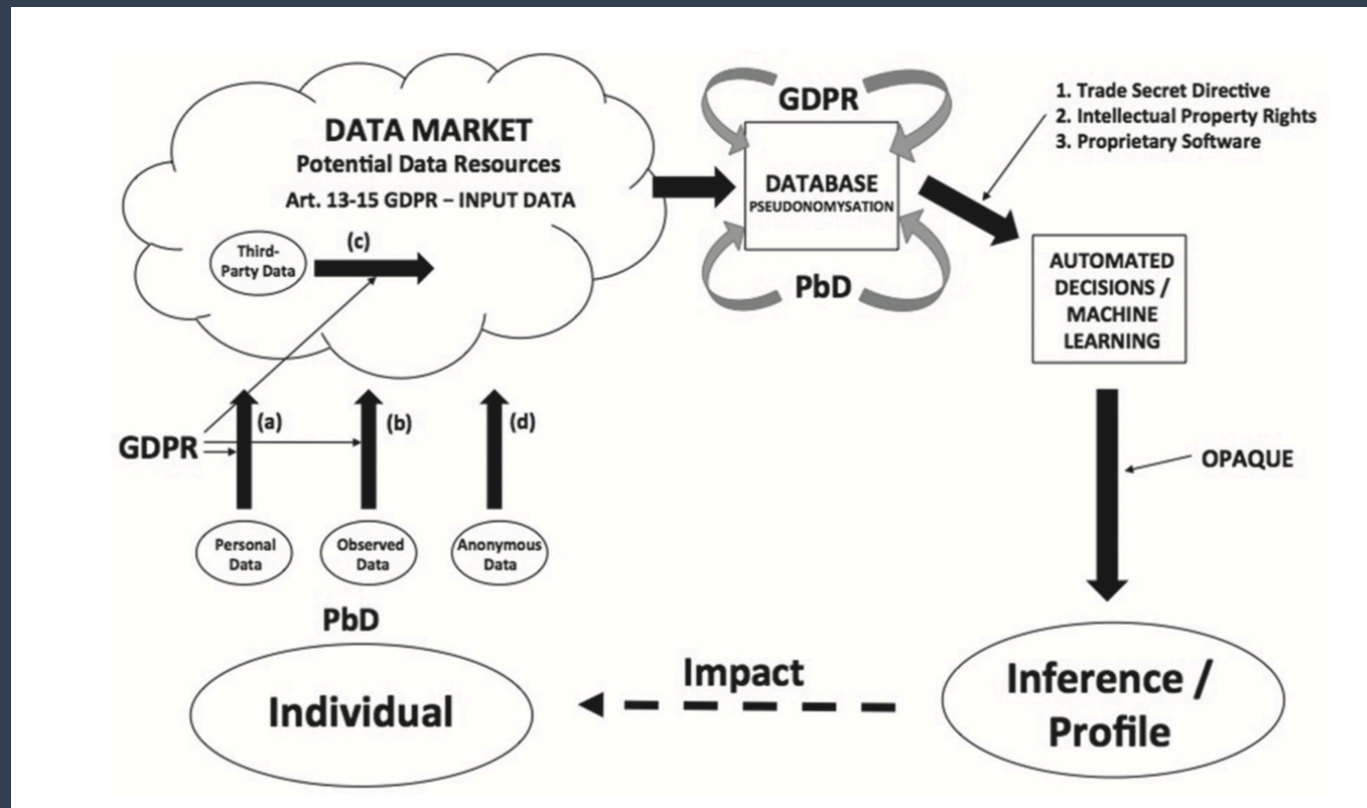 DATA MARKET
Potential Data Resources
Art. 13-15 GDPR – INPUT DATA
Third-
Party Data
(c)
GDPR
DATABASE
PSEUDONOMYSATION
PbD
1. Trade Secret Directive
2. Intellectual Property Rights
3. Proprietary Software
AUTOMATED
DECISIONS /
MACHINE
LEARNING
GDPR
(a)
(b)
(d)
Personal
Data
Observed
Data
Anonymous
Data
OPAQUE
PbD
Individual
Impact
Inference /
Profile